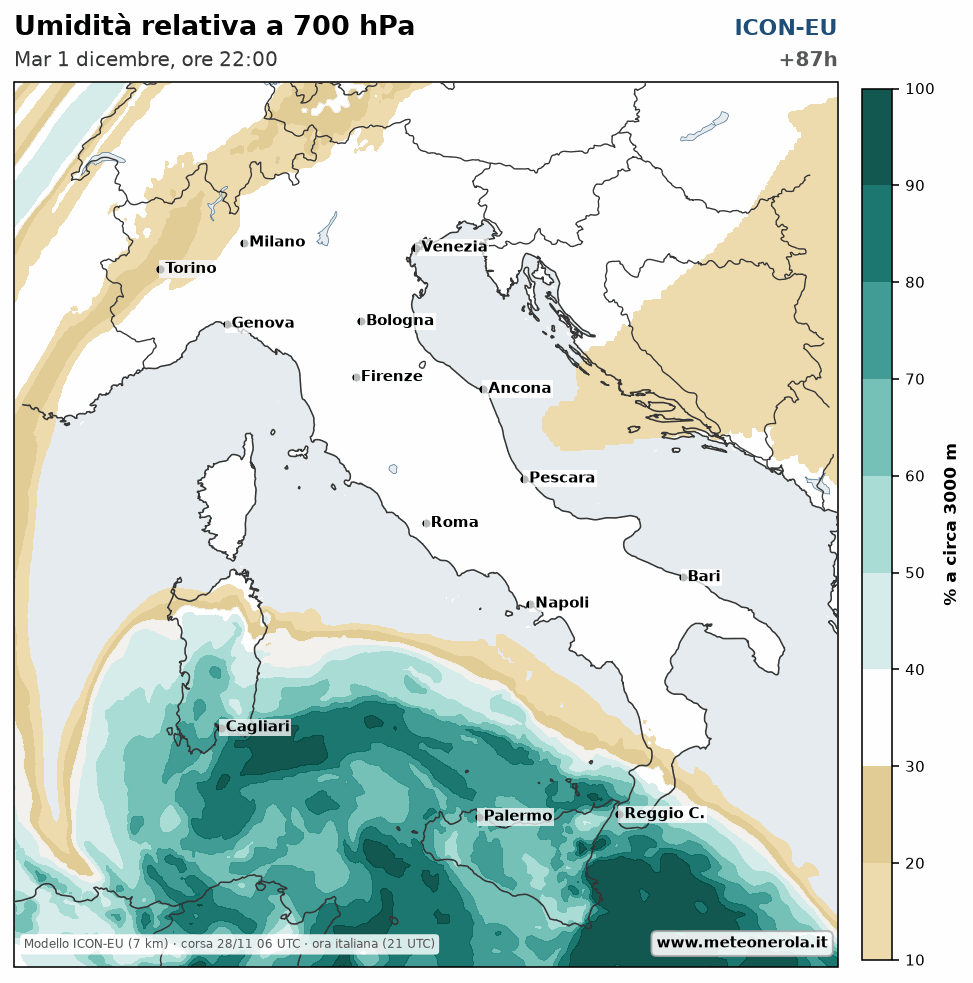 Umidità relativa a 700 hPa
ICON-EU
Mar 1 dicembre, ore 22:00
+87h
100
90
80
70
60
50
40
30
20
10
% a circa 3000 m
Milano
Venezia
Torino
Genova
Bologna
Firenze
Ancona
Pescara
Roma
Bari
Napoli
Cagliari
Palermo
Reggio C.
Modello ICON-EU (7 km) · corsa 28/11 06 UTC · ora italiana (21 UTC)
www.meteonerola.it